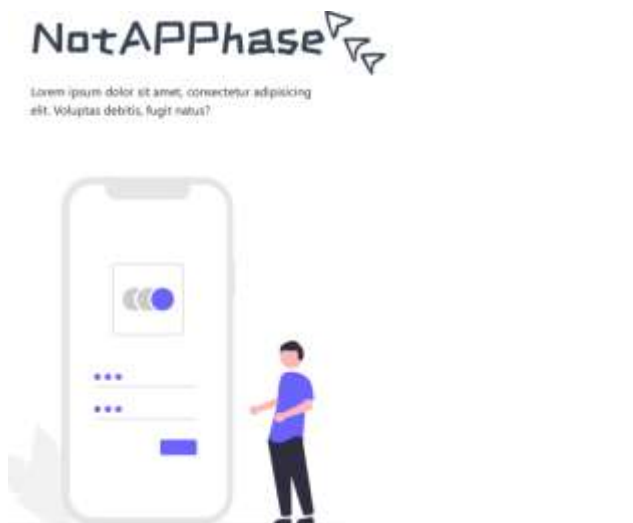 NotAPPhase
Lorem ipsum dolor sit amet, consectetur adipisicing
elit. Voluptas debitis, fugit natus?